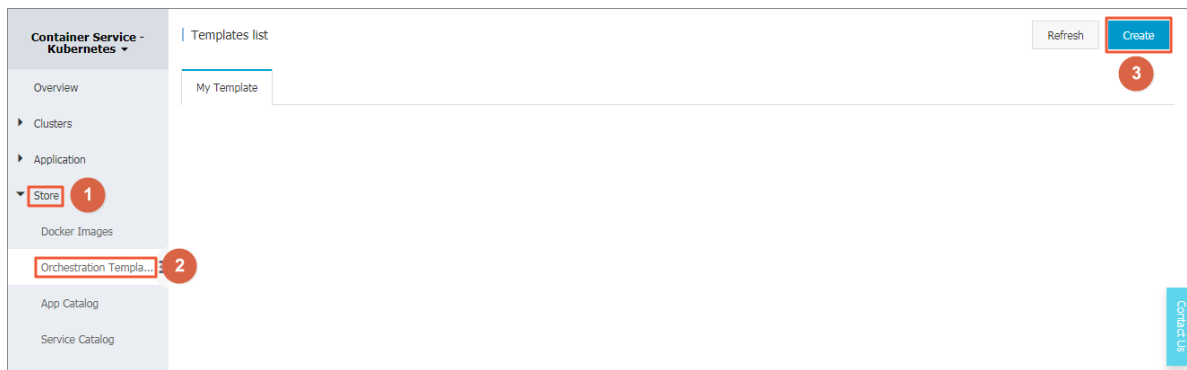 Container Service -
Kubernetes
Overview
Clusters
Application
Store
1
Docker Images
Orchestration Templa...
2
App Catalog
Service Catalog
Templates list
Refresh
Create
3
My Template
Contact Us